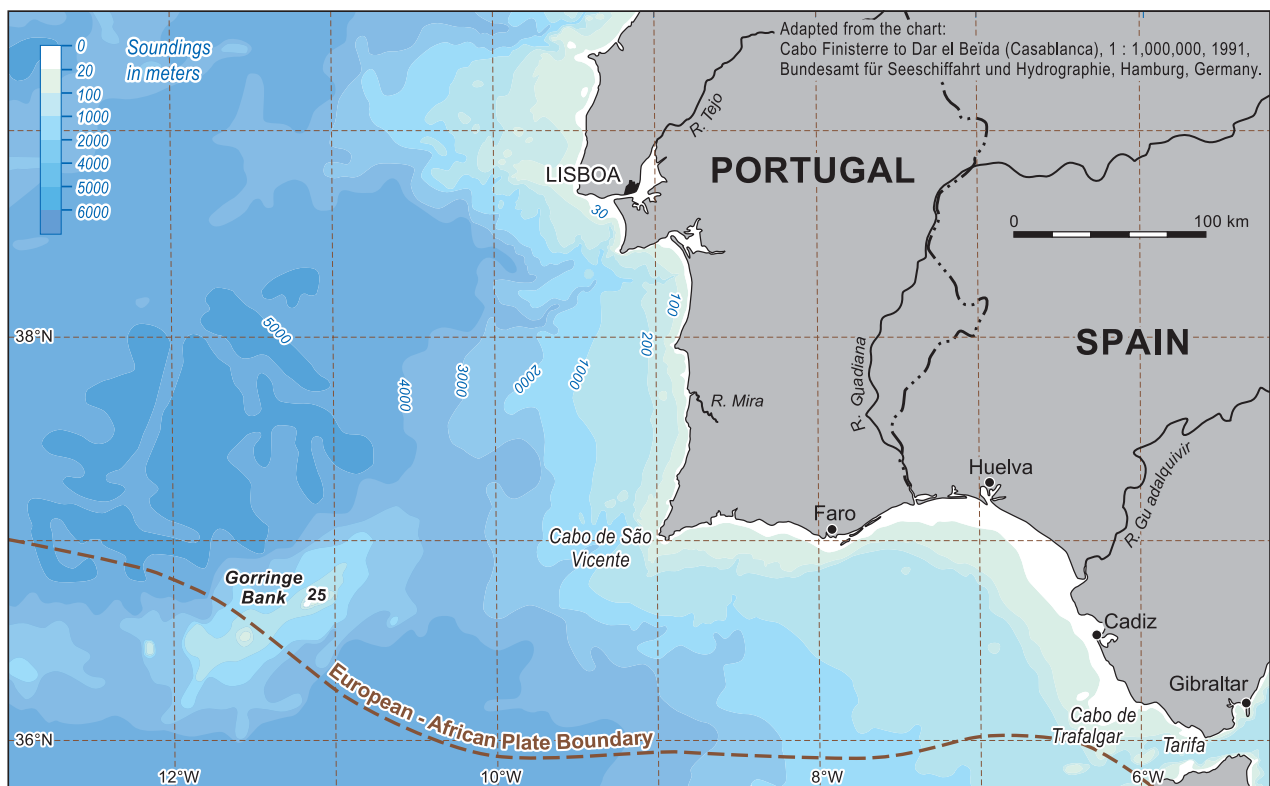 0
20
100
1000
2000
4000
5000
6000
Soundings
in meters
Adapted from the chart:
Cabo Finisterre to Dar el Beïda (Casablanca), 1 : 1,000,000, 1991,
Bundesamt für Seeschiffahrt und Hydrographie, Hamburg, Germany.
R. Tejo
LISBOA
PORTUGAL
30
0
100 km
100
5000
38°N
200
SPAIN
4000
3000
2000
1000
R. Mira
R. Guadiana
R. Gu adalquivir
Huelva
Faro
Cabo de São
Vicente
Gorringe
Bank
25
Cadiz
Gibraltar
European - African Plate Boundary
Cabo de
Trafalgar
Tarifa
36°N
12°W
10°W
8°W
6°W